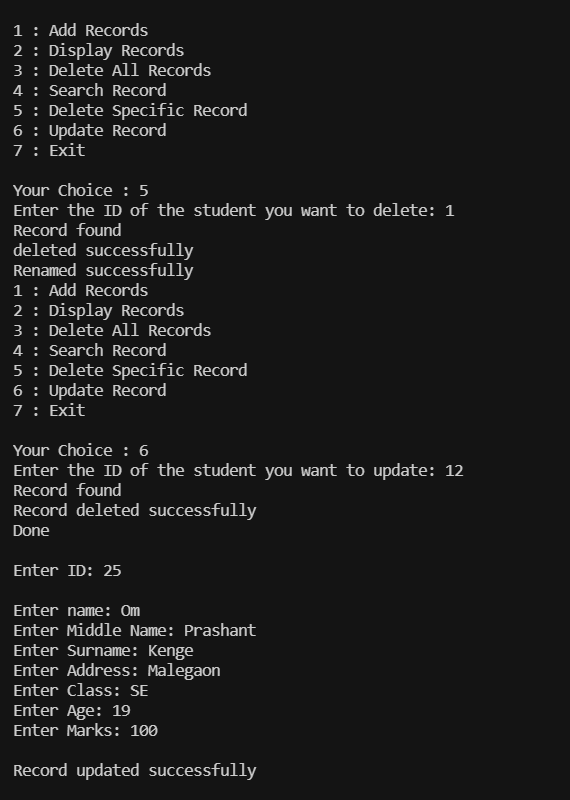 1 : Add Records
2 : Display Records
3 : Delete All Records
4 : Search Record
5 : Delete Specific Record
6 : Update Record
7 : Exit
Your Choice : 5
Enter the ID of the student you want to delete: 1
Record found
deleted successfully
Renamed successfully
1 : Add Records
2 : Display Records
3 : Delete All Records
4 : Search Record
5 : Delete Specific Record
6 : Update Record
7 : Exit
Your Choice : 6
Enter the ID of the student you want to update: 12
Record found
Record deleted successfully
Done
Enter ID: 25
Enter name: Om
Enter Middle Name: Prashant
Enter Surname: Kenge
Enter Address: Malegaon
Enter Class: SE
Enter Age: 19
Enter Marks: 100
Record updated successfully